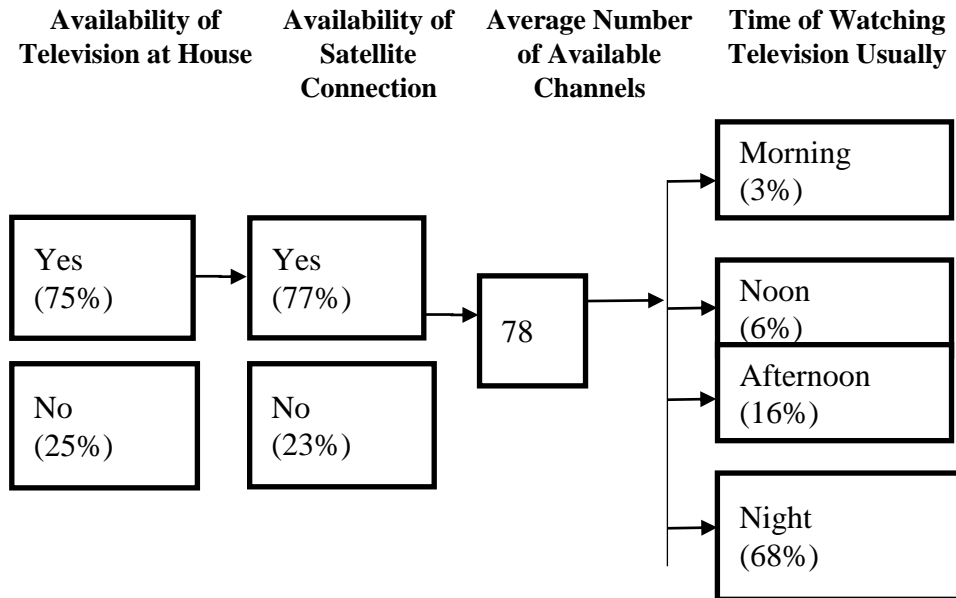 Availability of
Television at House
Availability of
Satellite
Connection
Average Number
of Available
Channels
Time of Watching
Television Usually
Morning
(3%)
Yes
(75%)
Yes
(77%)
78
Noon
(6%)
Afternoon
(16%)
No
(25%)
No
(23%)
Night
(68%)